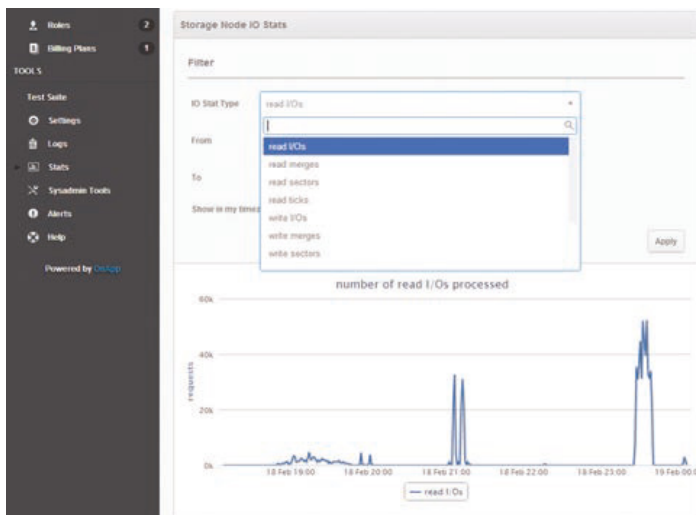 Roles 2
Billing Plans 1
TOOLS
Test Suite
Settings
Logs
Stats
Sysadmin Tools
Alerts
Help
Powered by OnApp
Storage Node IO Stats
Filter
IO Stat Type
read I/Os
read I/Os
read merges
read sectors
read ticks
write I/Os
write merges
write sectors
From
To
Show in my times
Apply
number of read I/Os processed
60k
40k
20k
0k
requests
18 Feb 19:00
18 Feb 20:00
18 Feb 21:00
18 Feb 22:00
18 Feb 23:00
19 Feb 00:0
read I/Os